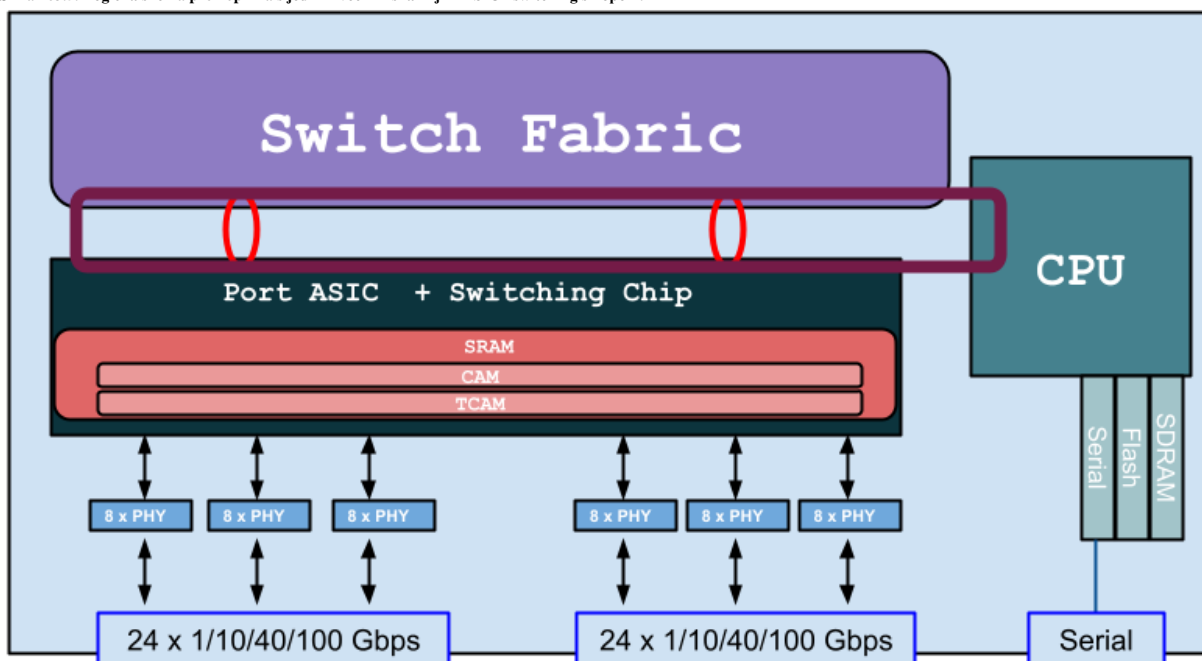 Switch Fabric
CPU
Port ASIC + Switching Chip
SRAM
CAM
TCAM
Serial
Flash
SDRAM
8 x PHY
8 x PHY
8 x PHY
8 x PHY
8 x PHY
8 x PHY
24 x 1/10/40/100 Gbps
24 x 1/10/40/100 Gbps
Serial